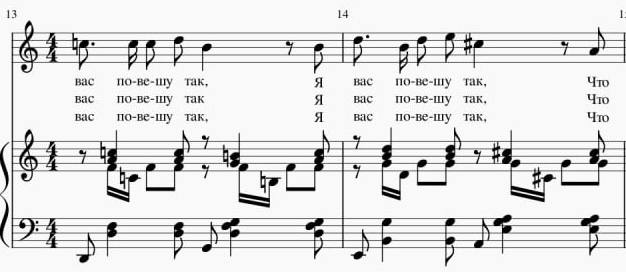 13 14 15
вас по-ве-шу так, Я вас по-ве-шу так, Что
вас по-ве-шу так Я вас по-ве-шу так, Что
вас по-ве-шу так, Я вас по-ве-шу так, Что